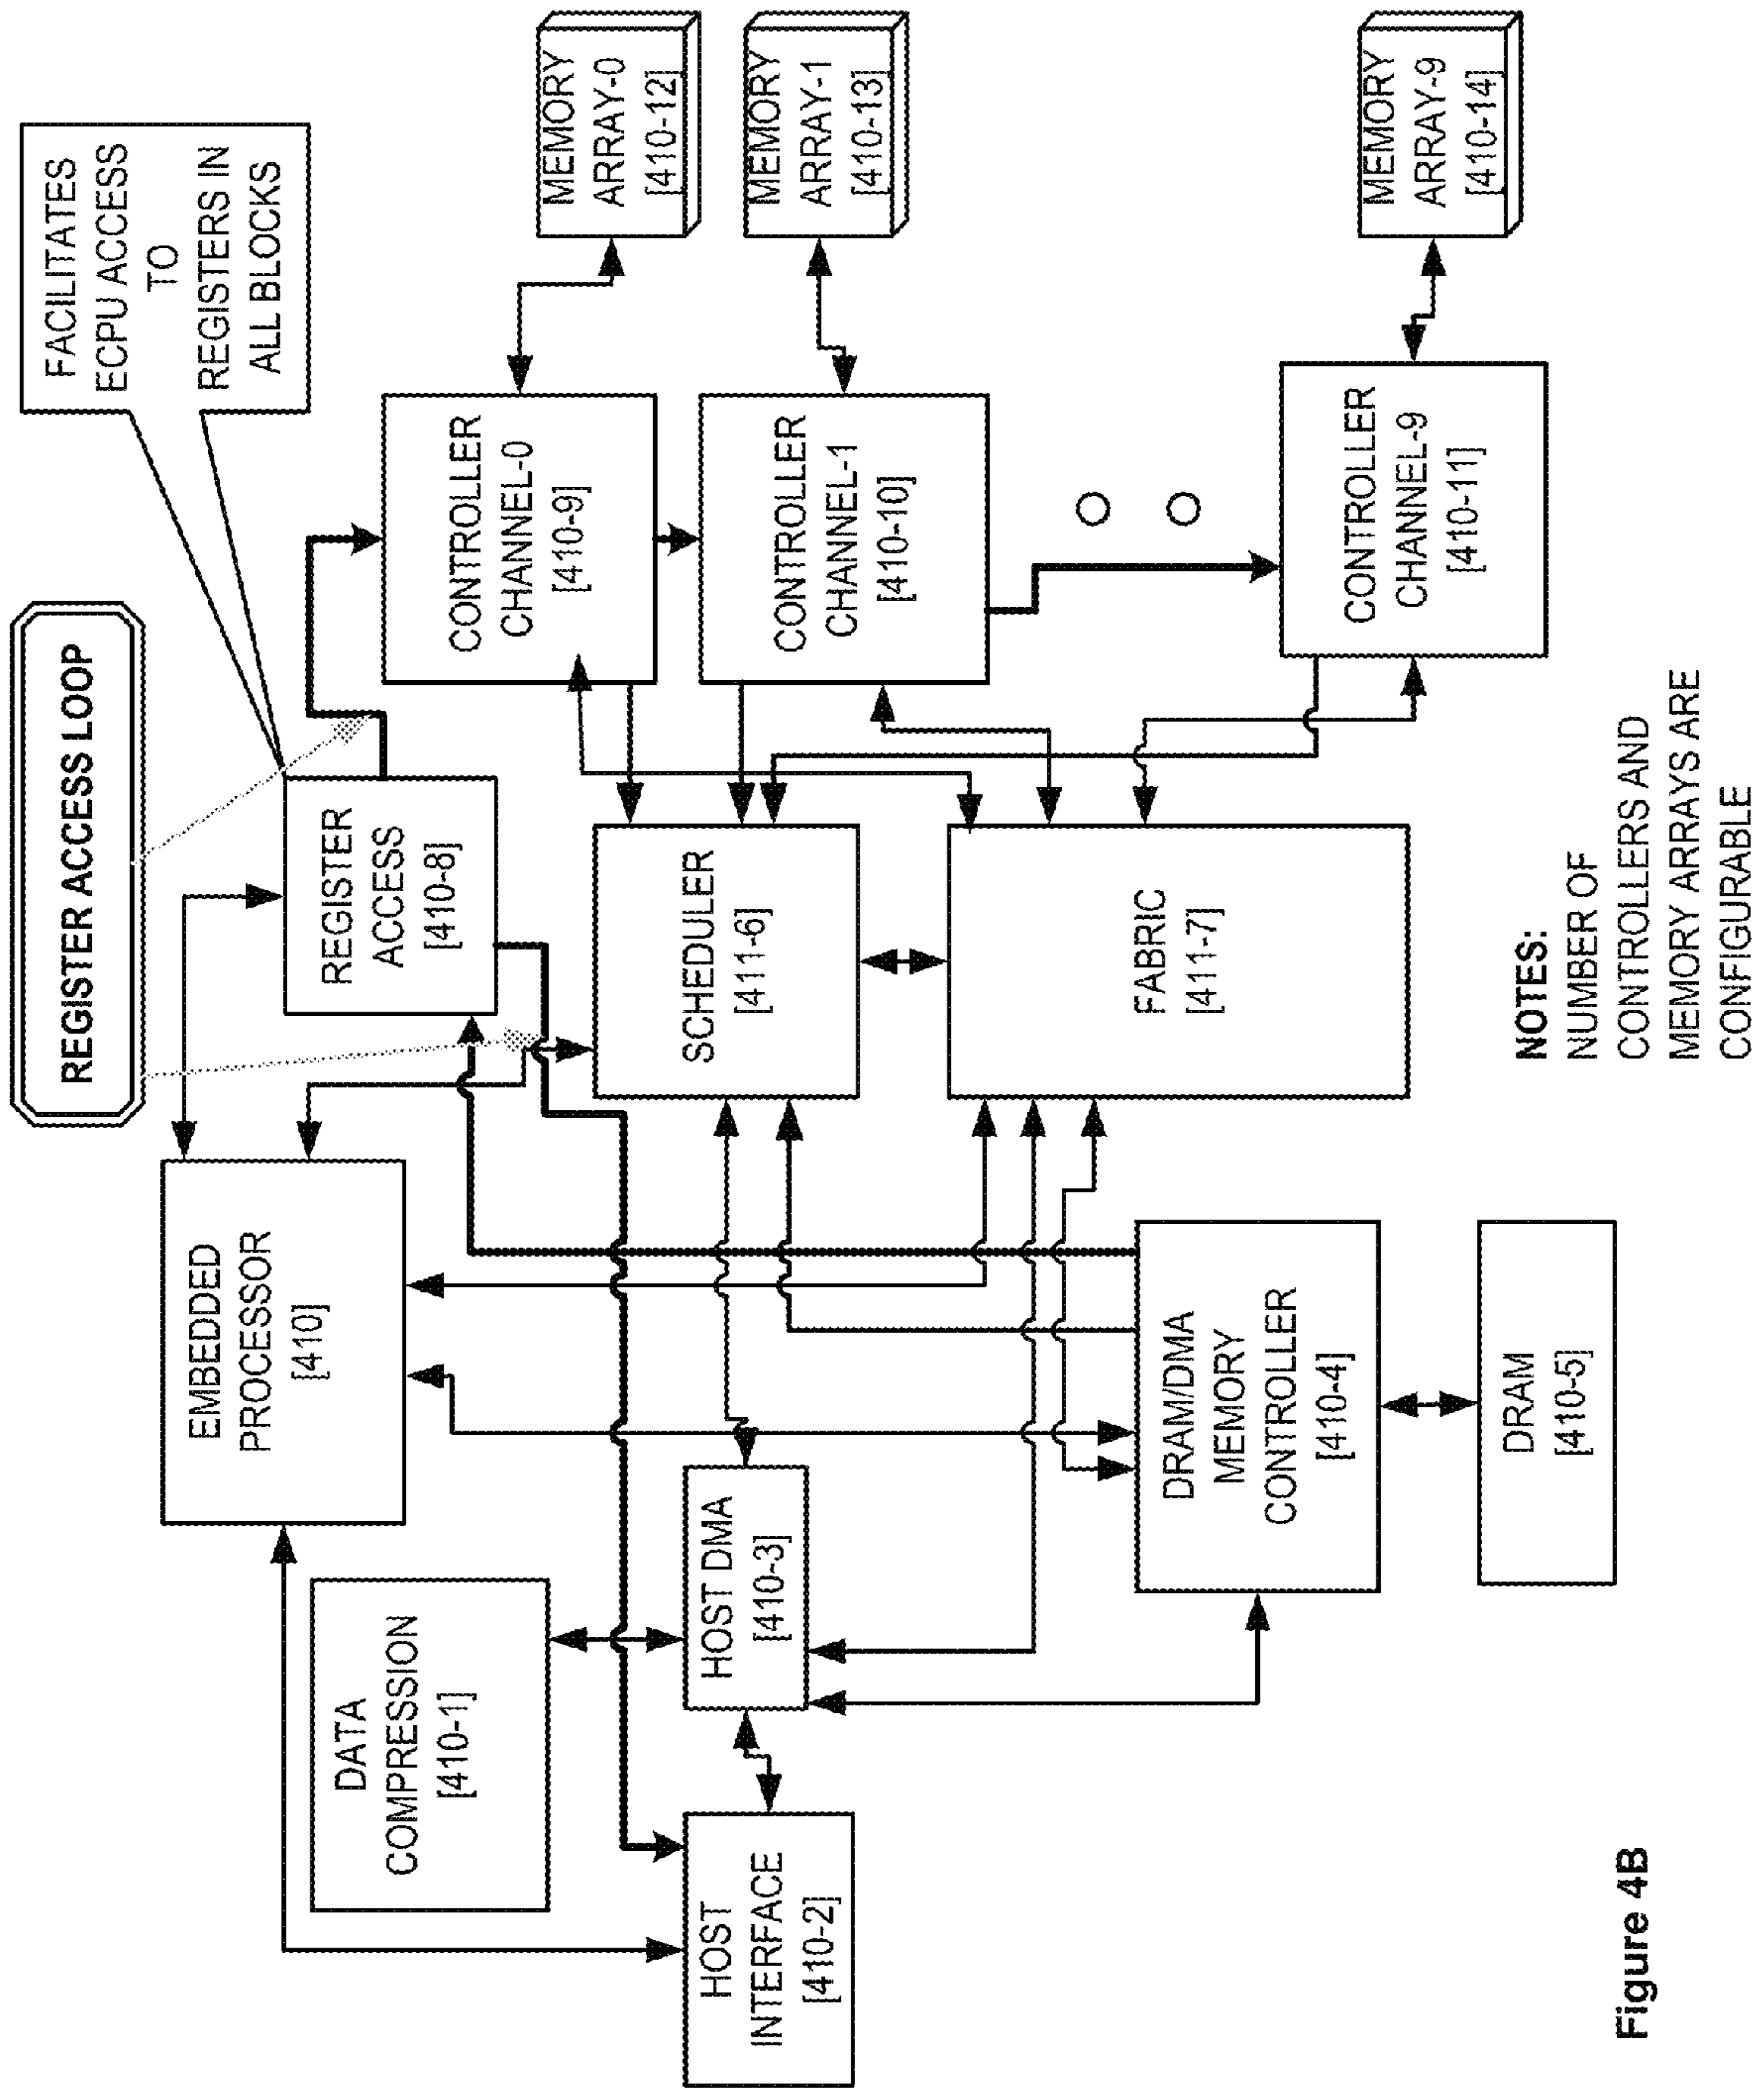 REGISTER ACCESS LOOP
FACILITATES
ECPU ACCESS
TO
REGISTERS IN
ALL BLOCKS
EMBEDDED
PROCESSOR
[410]
REGISTER
ACCESS
[410-8]
DATA
COMPRESSION
[410-1]
CONTROLLER
CHANNEL-0
[410-9]
MEMORY
ARRAY-0
[410-12]
HOST
INTERFACE
[410-2]
HOST DMA
[410-3]
SCHEDULER
[411-6]
CONTROLLER
CHANNEL-1
[410-10]
MEMORY
ARRAY-1
[410-13]
DRAM/DMA
MEMORY
CONTROLLER
[410-4]
FABRIC
[411-7]
CONTROLLER
CHANNEL-9
[410-11]
MEMORY
ARRAY-9
[410-14]
DRAM
[410-5]
NOTES:
NUMBER OF
CONTROLLERS AND
MEMORY ARRAYS ARE
CONFIGURABLE
Figure 4B